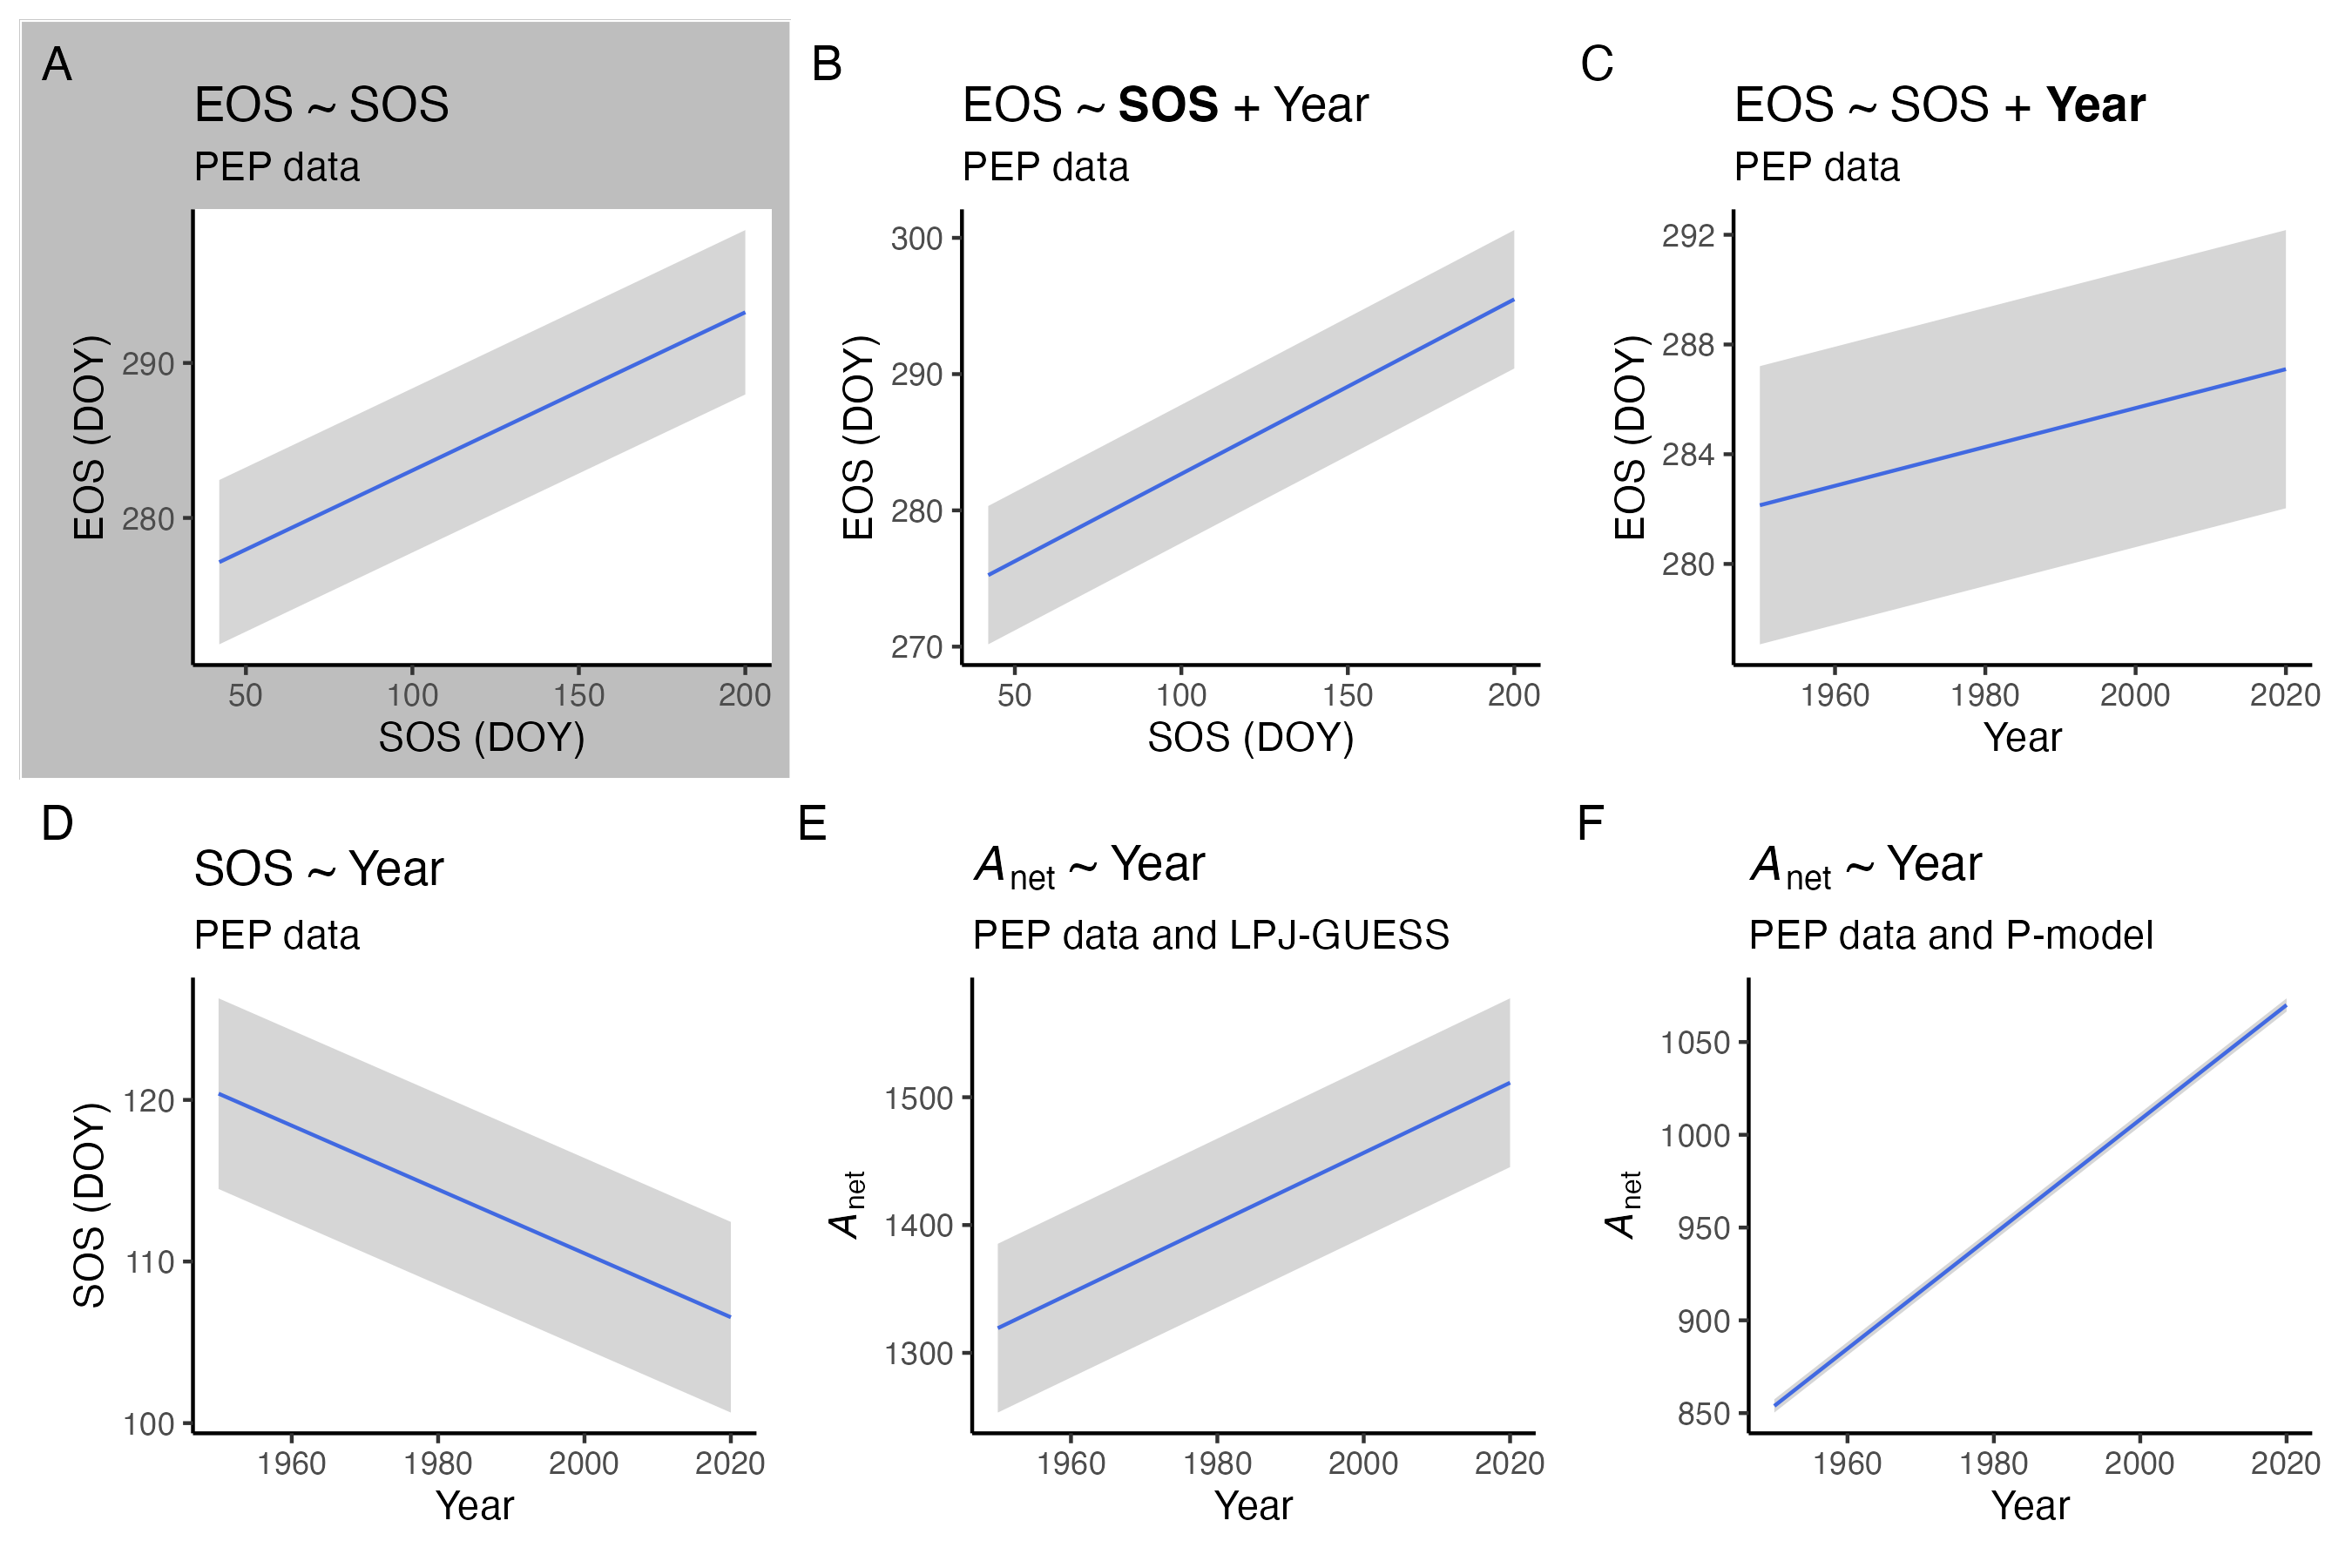 A
EOS ~ SOS
PEP data
EOS (DOY)
290
280
50 100 150 200
SOS (DOY)
B
EOS ~ SOS + Year
PEP data
EOS (DOY)
300
290
280
270
50 100 150 200
SOS (DOY)
C
EOS ~ SOS + Year
PEP data
EOS (DOY)
292
288
284
280
1960 1980 2000 2020
Year
D
SOS ~ Year
PEP data
SOS (DOY)
120
110
100
1960 1980 2000 2020
Year
E
Anet ~ Year
PEP data and LPJ-GUESS
Anet
1500
1400
1300
1960 1980 2000 2020
Year
F
Anet ~ Year
PEP data and P-model
Anet
1050
1000
950
900
850
1960 1980 2000 2020
Year